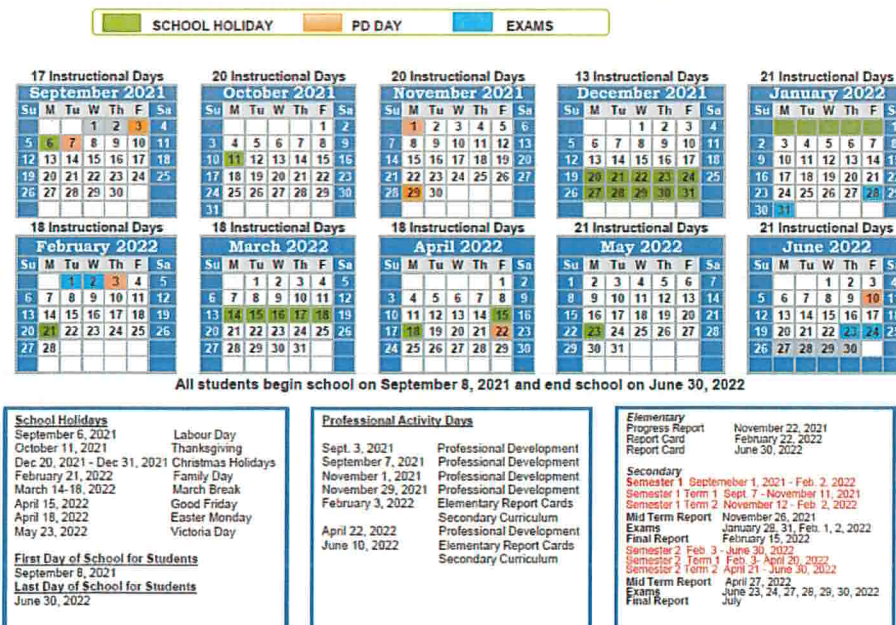 SCHOOL HOLIDAY PD DAY EXAMS
17 Instructional Days
September 2021
Su M Tu W Th F Sa
1 2 3 4
5 6 7 8 9 10 11
12 13 14 15 16 17 18
19 20 21 22 23 24 25
26 27 28 29 30
20 Instructional Days
October 2021
Su M Tu W Th F Sa
1 2
3 4 5 6 7 8 9
10 11 12 13 14 15 16
17 18 19 20 21 22 23
24 25 26 27 28 29 30
31
20 Instructional Days
November 2021
Su M Tu W Th F Sa
1 2 3 4 5 6
7 8 9 10 11 12 13
14 15 16 17 18 19 20
21 22 23 24 25 26 27
28 29 30
13 Instructional Days
December 2021
Su M Tu W Th F Sa
1 2 3 4
5 6 7 8 9 10 11
12 13 14 15 16 17 18
19 20 21 22 23 24 25
26 27 28 29 30 31
21 Instructional Days
January 2022
Su M Tu W Th F
2 3 4 5 6 7
9 10 11 12 13 14
16 17 18 19 20 21
23 24 25 26 27 28
30 31
18 Instructional Days
February 2022
Su M Tu W Th F Sa
1 2 3 4 5
6 7 8 9 10 11 12
13 14 15 16 17 18 19
20 21 22 23 24 25 26
27 28
18 Instructional Days
March 2022
Su M Tu W Th F Sa
1 2 3 4 5
6 7 8 9 10 11 12
13 14 15 16 17 18 19
20 21 22 23 24 25 26
27 28 29 30 31
18 Instructional Days
April 2022
Su M Tu W Th F Sa
1 2
3 4 5 6 7 8 9
10 11 12 13 14 15 16
17 18 19 20 21 22 23
24 25 26 27 28 29 30
21 Instructional Days
May 2022
Su M Tu W Th F Sa
1 2 3 4 5 6 7
8 9 10 11 12 13 14
15 16 17 18 19 20 21
22 23 24 25 26 27 28
29 30 31
21 Instructional Days
June 2022
Su M Tu W Th F
1 2 3
5 6 7 8 9 10
12 13 14 15 16 17
19 20 21 22 23 24
26 27 28 29 30
All students begin school on September 8, 2021 and end school on June 30, 2022
School Holidays
September 6, 2021 Labour Day
October 11, 2021 Thanksgiving
Dec 20, 2021 - Dec 31, 2021 Christmas Holidays
February 21, 2022 Family Day
March 14-18, 2022 March Break
April 15, 2022 Good Friday
April 18, 2022 Easter Monday
May 23, 2022 Victoria Day
First Day of School for Students
September 8, 2021
Last Day of School for Students
June 30, 2022
Professional Activity Days
Sept. 3, 2021 Professional Development
September 7, 2021 Professional Development
November 1, 2021 Professional Development
November 29, 2021 Professional Development
February 3, 2022 Elementary Report Cards
Secondary Curriculum
April 22, 2022 Professional Development
June 10, 2022 Elementary Report Cards
Secondary Curriculum
Elementary
Progress Report November 22, 2021
Report Card February 22, 2022
Report Card June 30, 2022
Secondary
Semester 1 Septemeber 1, 2021 - Feb. 2, 2022
Semester 1 Term 1 Sept. 7 - November 11, 2021
Semester 1 Term 2 November 12 - Feb 2, 2022
Mid Term Report November 26, 2021
Exams January 28, 31, Feb. 1, 2, 2022
Final Report February 15, 2022
Semester 2 Feb. 3 - June 30, 2022
Semester 2 Term 1 Feb. 3- April 20, 2022
Semester 2 Term 2 April 21 - June 30, 2022
Mid Term Report April 27, 2022
Exams June 23, 24, 27, 28, 29, 30, 2022
Final Report July